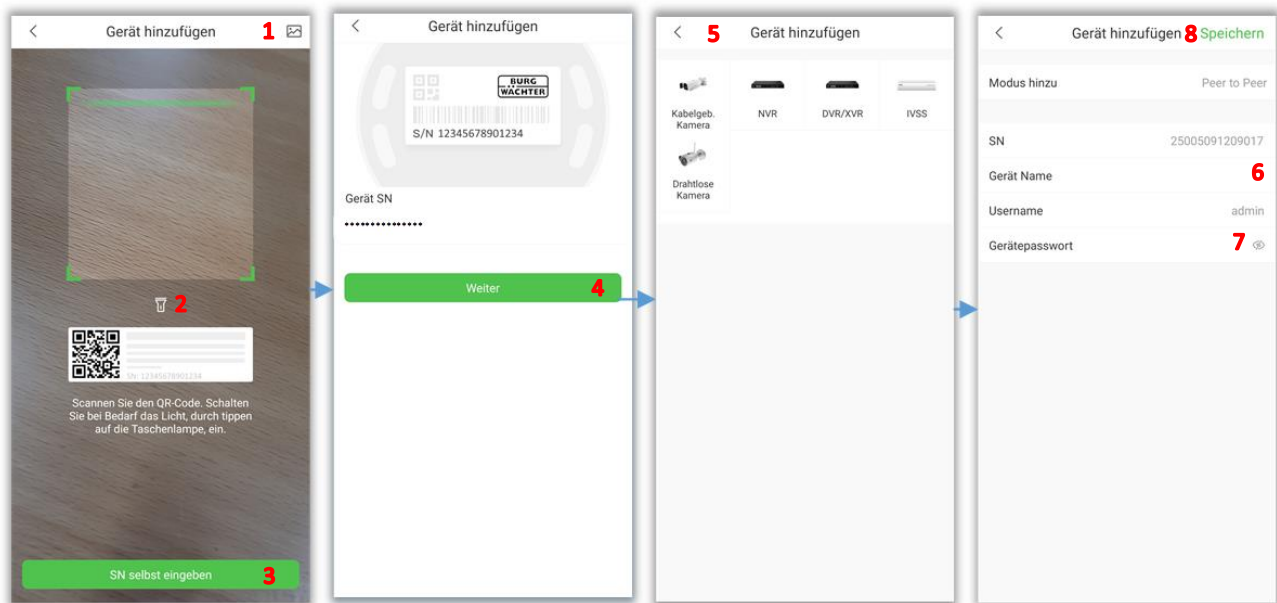 Gerät hinzufügen 1
2
Sn: 12345678901234
Scannen Sie den QR-Code. Schalten
Sie bei Bedarf das Licht, durch tippen
auf die Taschenlampe, ein.
SN selbst eingeben 3
Gerät hinzufügen
BURG
WÄCHTER
S/N 12345678901234
Gerät SN
Weiter 4
5 Gerät hinzufügen
Kabelgeb.
Kamera
NVR
DVR/XVR
IVSS
Drahtlose
Kamera
Gerät hinzufügen 8 Speichern
Modus hinzu Peer to Peer
SN 25005091209017
Gerät Name 6
Username admin
Gerätepasswort 7